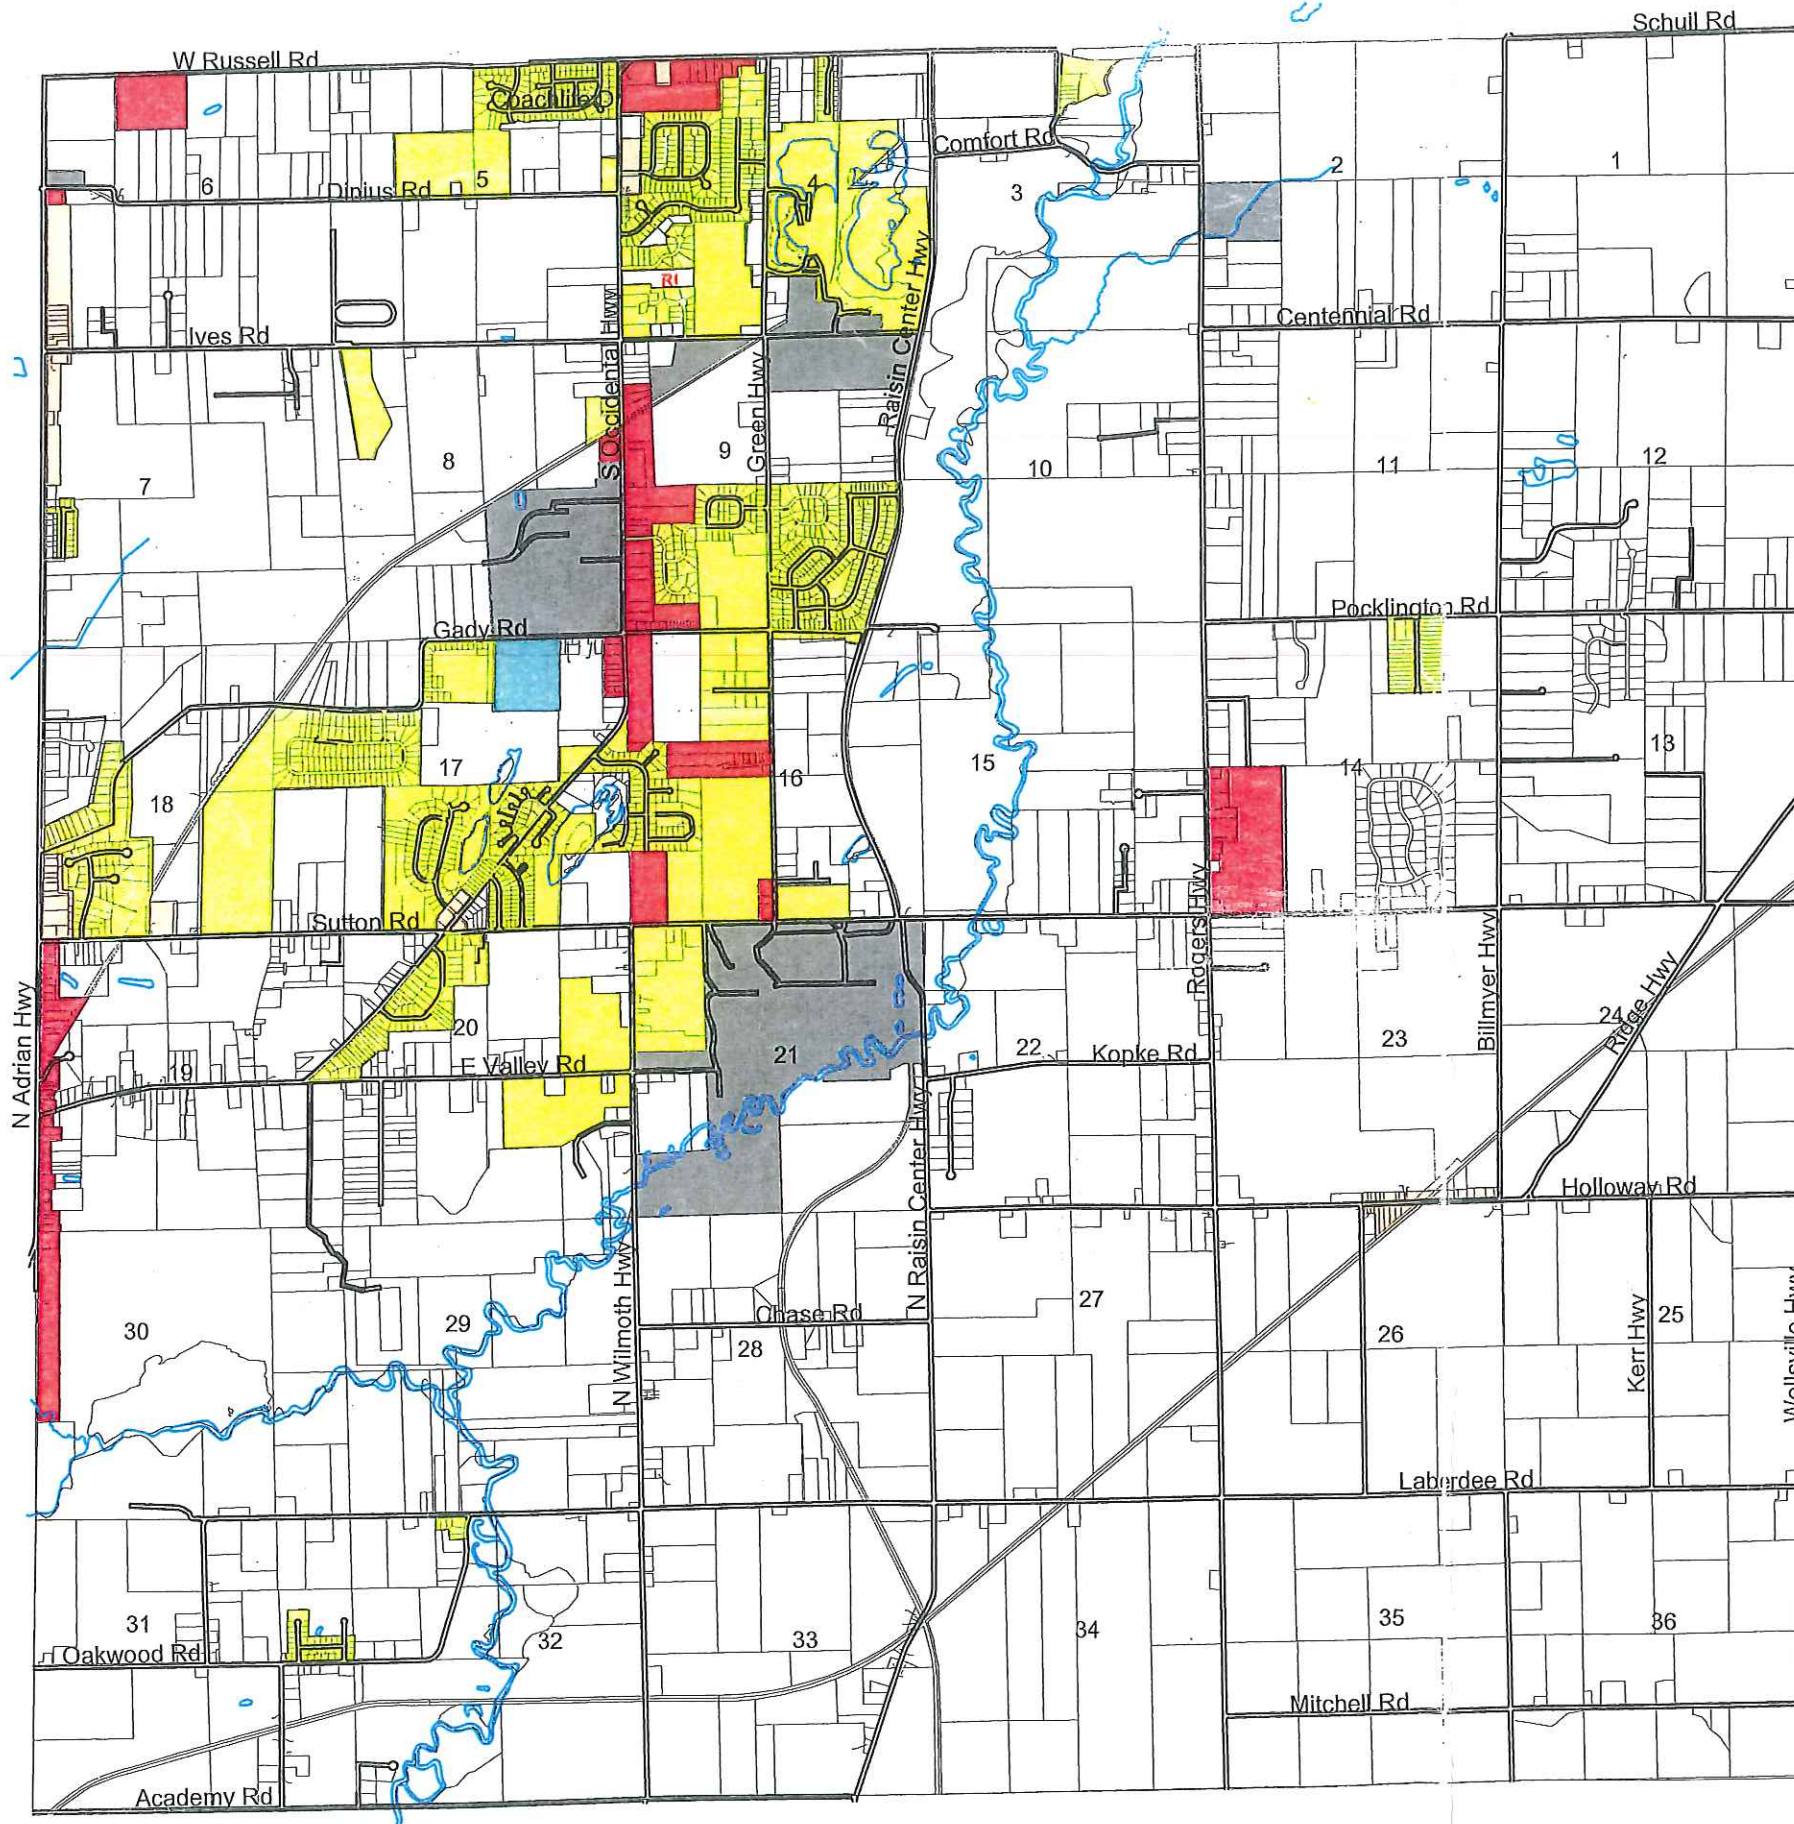 Schull Rd
W Russell Rd
Coachlite D
Comfort Rd
1
2
3
4
5
6
Dinius Rd
R1
Raisin Center Hwy
S Occidental Hwy
Centennial Rd
Ives Rd
Green Hwy
7
8
9
10
11
12
Pocklington Rd
Gady Rd
13
14
15
16
17
18
Rogers Hwy
Sutton Rd
N Adrian Hwy
Billmyer Hwy
Ridge Hwy
19
20
21
22
23
24
Kopke Rd
E Valley Rd
N Raisin Center Hwy
Holloway Rd
N Wilmoth Hwy
Kerr Hwy
Chase Rd
25
26
27
28
29
30
Laberdee Rd
31
32
33
34
35
36
Oakwood Rd
Mitchell Rd
Academy Rd